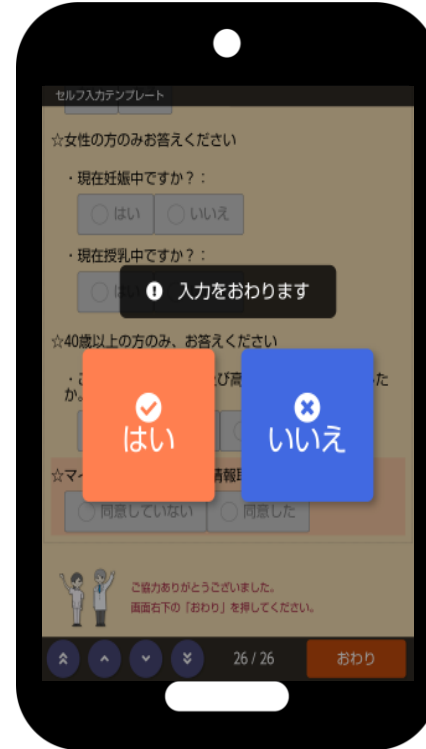 セルフ入力テンプレート
☆女性の方のみお答えください
・現在妊娠中ですか？：
はい いいえ
・現在授乳中ですか？：
入力をおわります
☆40歳以上の方のみ、お答えください
か。
はい いいえ
☆マイ 情報
同意していない 同意した
ご協力ありがとうございました。
画面右下の「おわり」を押してください。
26 / 26 おわり